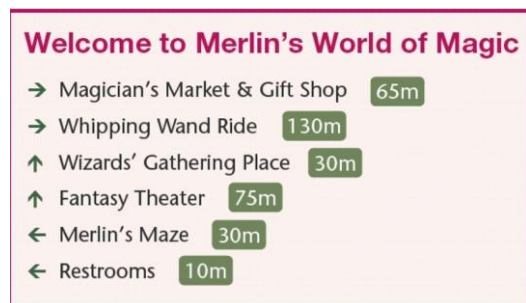 Welcome to Merlin's World of Magic
→ Magician's Market & Gift Shop 65m
→ Whipping Wand Ride 130m
↑ Wizards' Gathering Place 30m
↑ Fantasy Theater 75m
← Merlin's Maze 30m
← Restrooms 10m